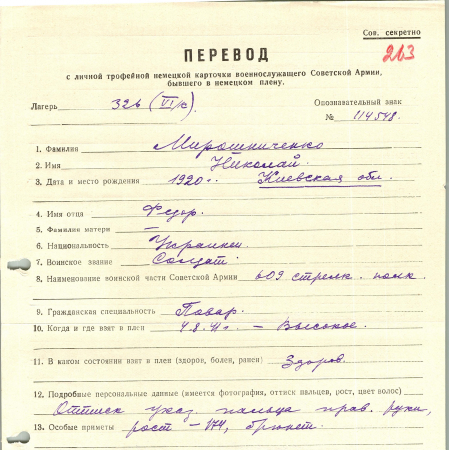 Сов. секретно
263
ПЕРЕВОД
с личной трофейной немецкой карточки военнослужащего Советской Армии,
бывшего в немецком плену.
Лагерь 326 (VI/к) Опознавательный знак
№ 114548.
1. Фамилия Мирошниченко
2. Имя Николай.
3. Дата и место рождения 1920 г. Киевская обл.
4. Имя отца Федор.
5. Фамилия матери —
6. Национальность Украинец
7. Воинское звание Солдат.
8. Наименование воинской части Советской Армии 609 стрелк. полк.
9. Гражданская специальность Повар.
10. Когда и где взят в плен 4.8.41г. — Высокое.
11. В каком состоянии взят в плен (здоров, болен, ранен) Здоров.
12. Подробные персональные данные (имеется фотография, оттиск пальцев, рост, цвет волос)
Оттиск указ. пальца прав. руки,
13. Особые приметы рост — 174, брюнет.